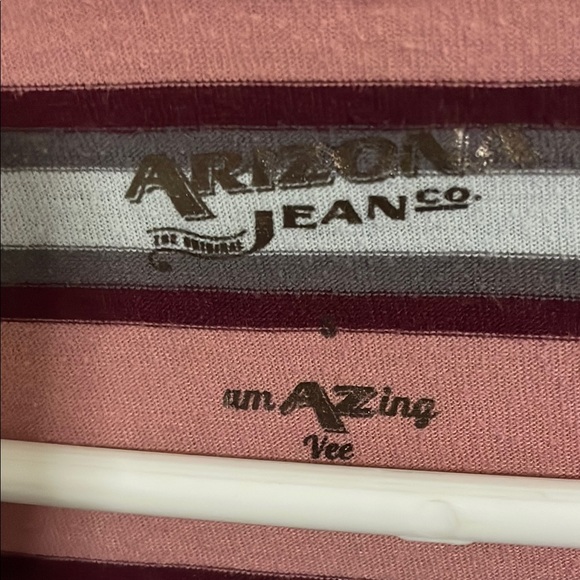 ARIZONA
JEAN CO.
THE ORIGINAL
amAZing
Vee